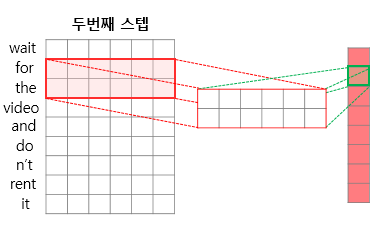 두번째 스텝
wait
for
the
video
and
do
n't
rent
it